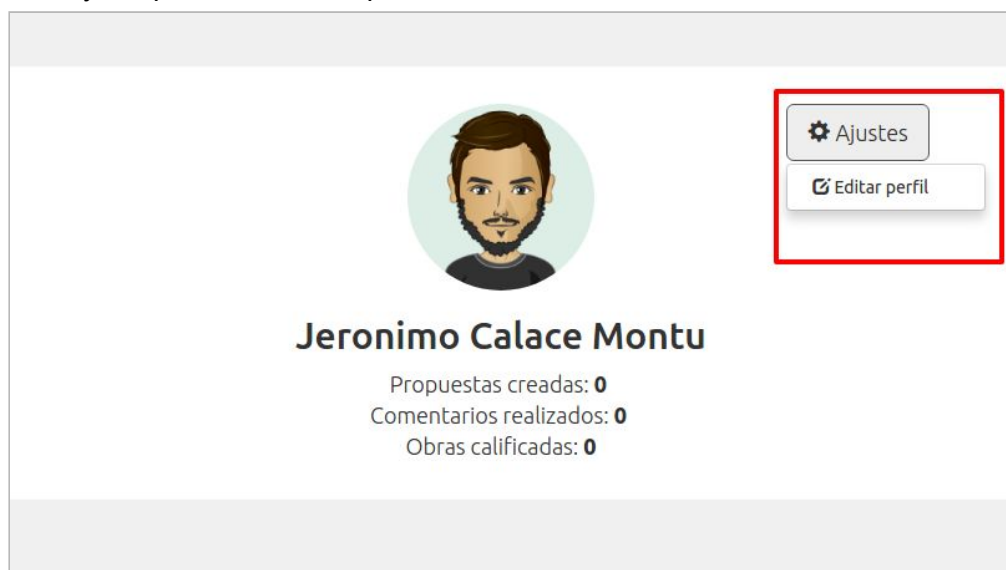 Ajustes
Editar perfil
Jeronimo Calace Montu
Propuestas creadas: 0
Comentarios realizados: 0
Obras calificadas: 0